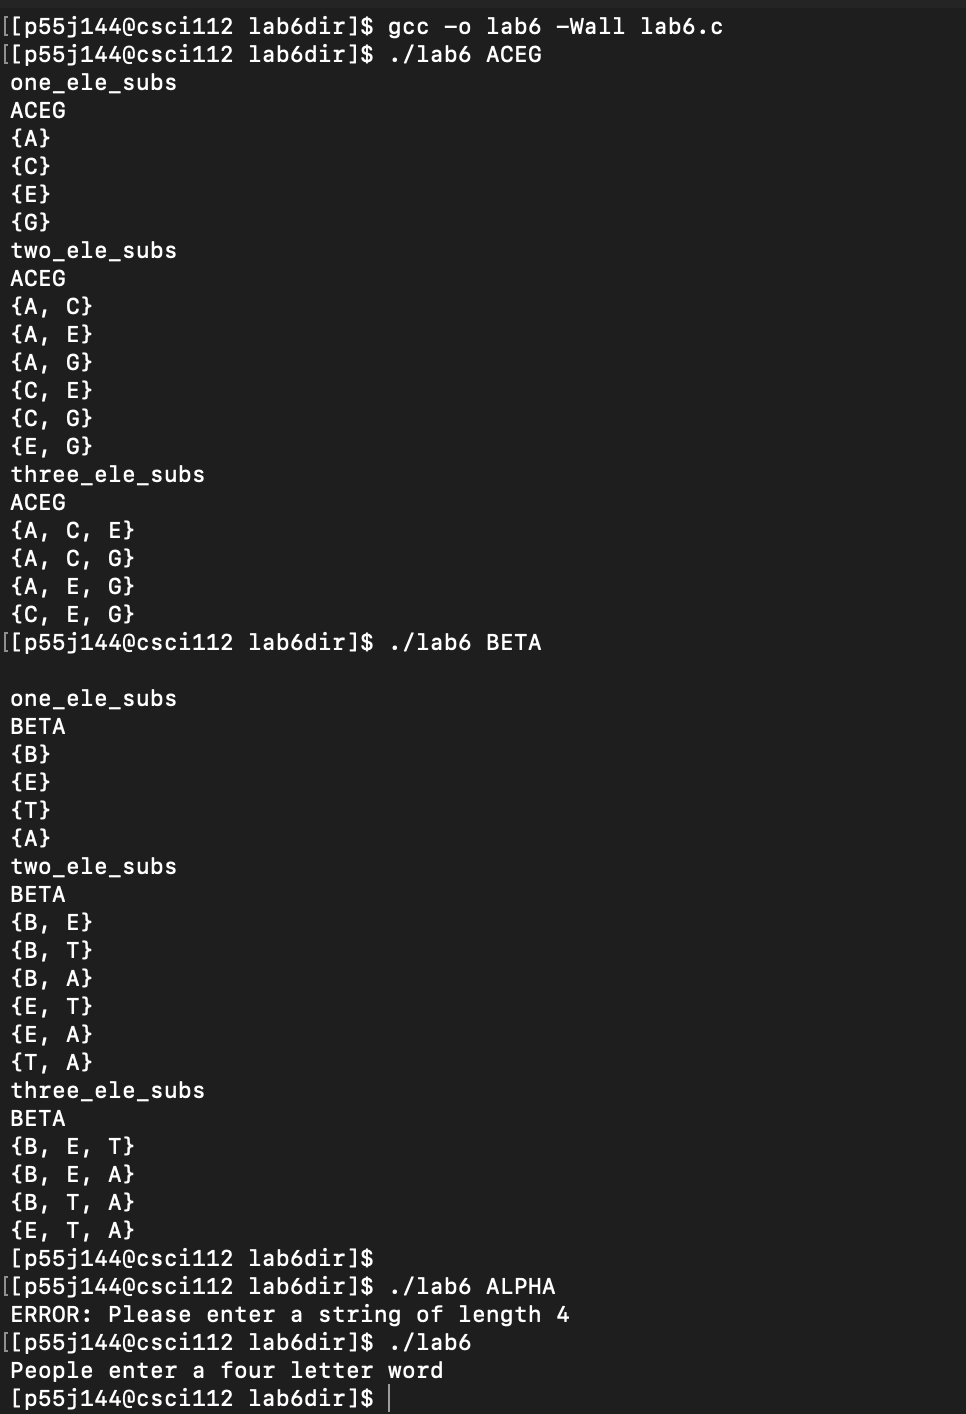 [[p55j144@csci112 lab6dir]$ gcc -o lab6 -Wall lab6.c
[[p55j144@csci112 lab6dir]$ ./lab6 ACEG
one_ele_subs
ACEG
{A}
{C}
{E}
{G}
two_ele_subs
ACEG
{A, C}
{A, E}
{A, G}
{C, E}
{C, G}
{E, G}
three_ele_subs
ACEG
{A, C, E}
{A, C, G}
{A, E, G}
{C, E, G}
[[p55j144@csci112 lab6dir]$ ./lab6 BETA

one_ele_subs
BETA
{B}
{E}
{T}
{A}
two_ele_subs
BETA
{B, E}
{B, T}
{B, A}
{E, T}
{E, A}
{T, A}
three_ele_subs
BETA
{B, E, T}
{B, E, A}
{B, T, A}
{E, T, A}
[p55j144@csci112 lab6dir]$
[[p55j144@csci112 lab6dir]$ ./lab6 ALPHA
ERROR: Please enter a string of length 4
[[p55j144@csci112 lab6dir]$ ./lab6
People enter a four letter word
[p55j144@csci112 lab6dir]$